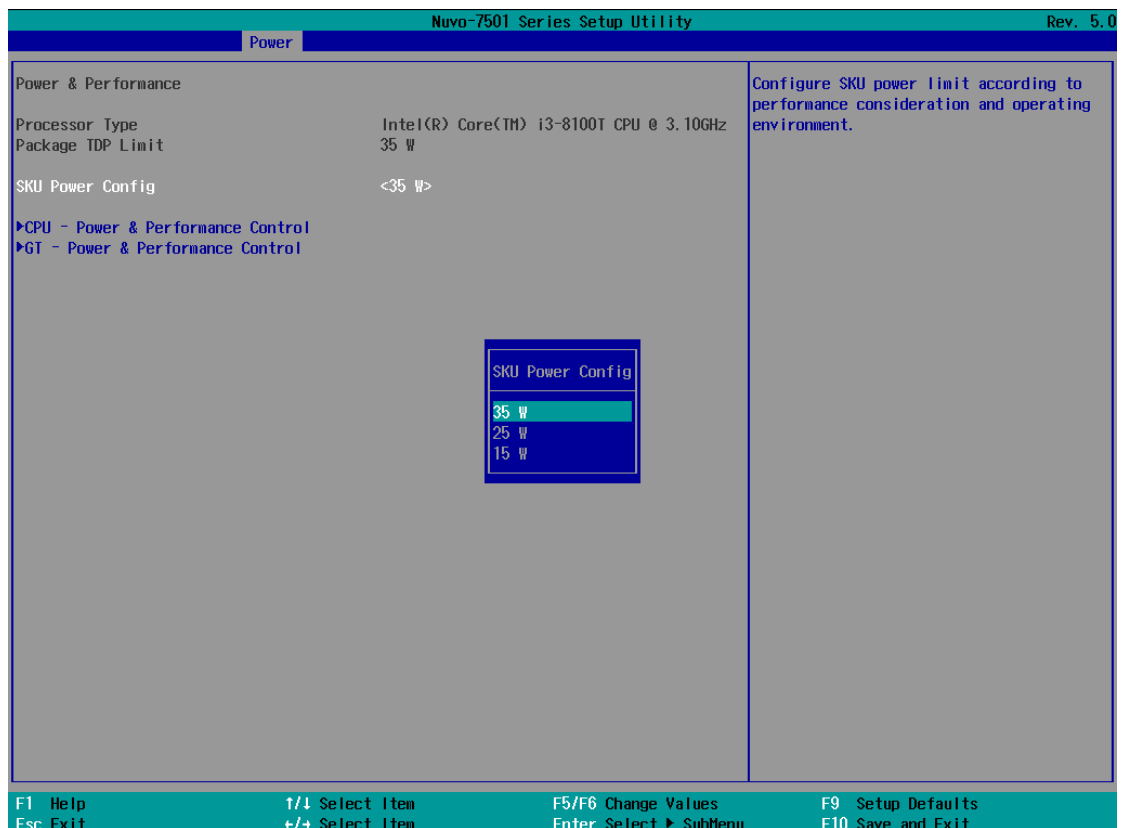 Nuvo-7501 Series Setup Utility Rev. 5.0
Power
Power & Performance
Processor Type Intel(R) Core(TM) i3-8100T CPU @ 3.10GHz
Package TDP Limit 35 W
SKU Power Config <35 W>
▶CPU - Power & Performance Control
▶GT - Power & Performance Control
Configure SKU power limit according to
performance consideration and operating
environment.
SKU Power Config
35 W
25 W
15 W
F1 Help ↑/↓ Select Item F5/F6 Change Values F9 Setup Defaults
Esc Exit ←/→ Select Item Enter Select ▶ SubMenu F10 Save and Exit